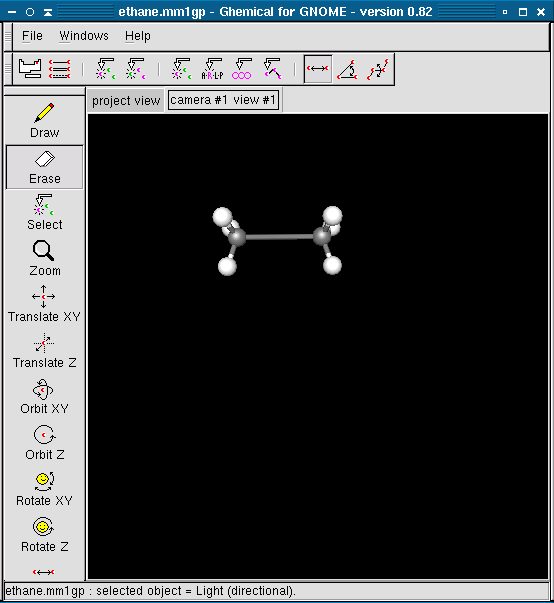 ethane.mm1gp - Ghemical for GNOME - version 0.82
File Windows Help
A-R-L-P
project view camera #1 view #1
Draw
Erase
Select
Zoom
Translate XY
Translate Z
Orbit XY
Orbit Z
Rotate XY
Rotate Z
ethane.mm1gp : selected object = Light (directional).